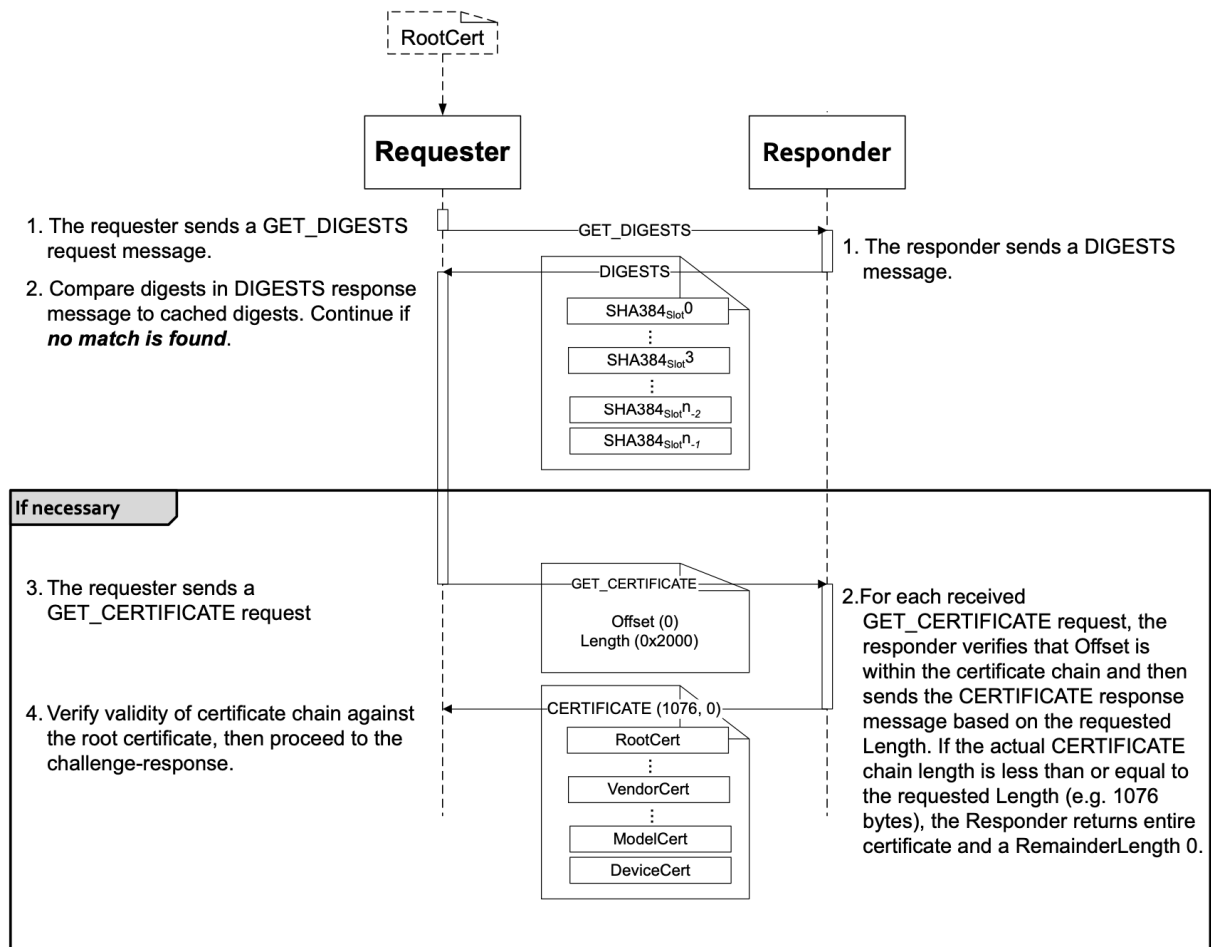 RootCert
Requester
Responder
1. The requester sends a GET_DIGESTS
request message.
GET_DIGESTS
1. The responder sends a DIGESTS
message.
2. Compare digests in DIGESTS response
message to cached digests. Continue if
no match is found.
DIGESTS
SHA384Slot0
⋮
SHA384Slot3
⋮
SHA384Slotn-2
SHA384Slotn-1
If necessary
3. The requester sends a
GET_CERTIFICATE request
GET_CERTIFICATE
Offset (0)
Length (0x2000)
2.For each received
GET_CERTIFICATE request, the
responder verifies that Offset is
within the certificate chain and then
sends the CERTIFICATE response
message based on the requested
Length. If the actual CERTIFICATE
chain length is less than or equal to
the requested Length (e.g. 1076
bytes), the Responder returns entire
certificate and a RemainderLength 0.
4. Verify validity of certificate chain against
the root certificate, then proceed to the
challenge-response.
CERTIFICATE (1076, 0)
RootCert
⋮
VendorCert
⋮
ModelCert
DeviceCert